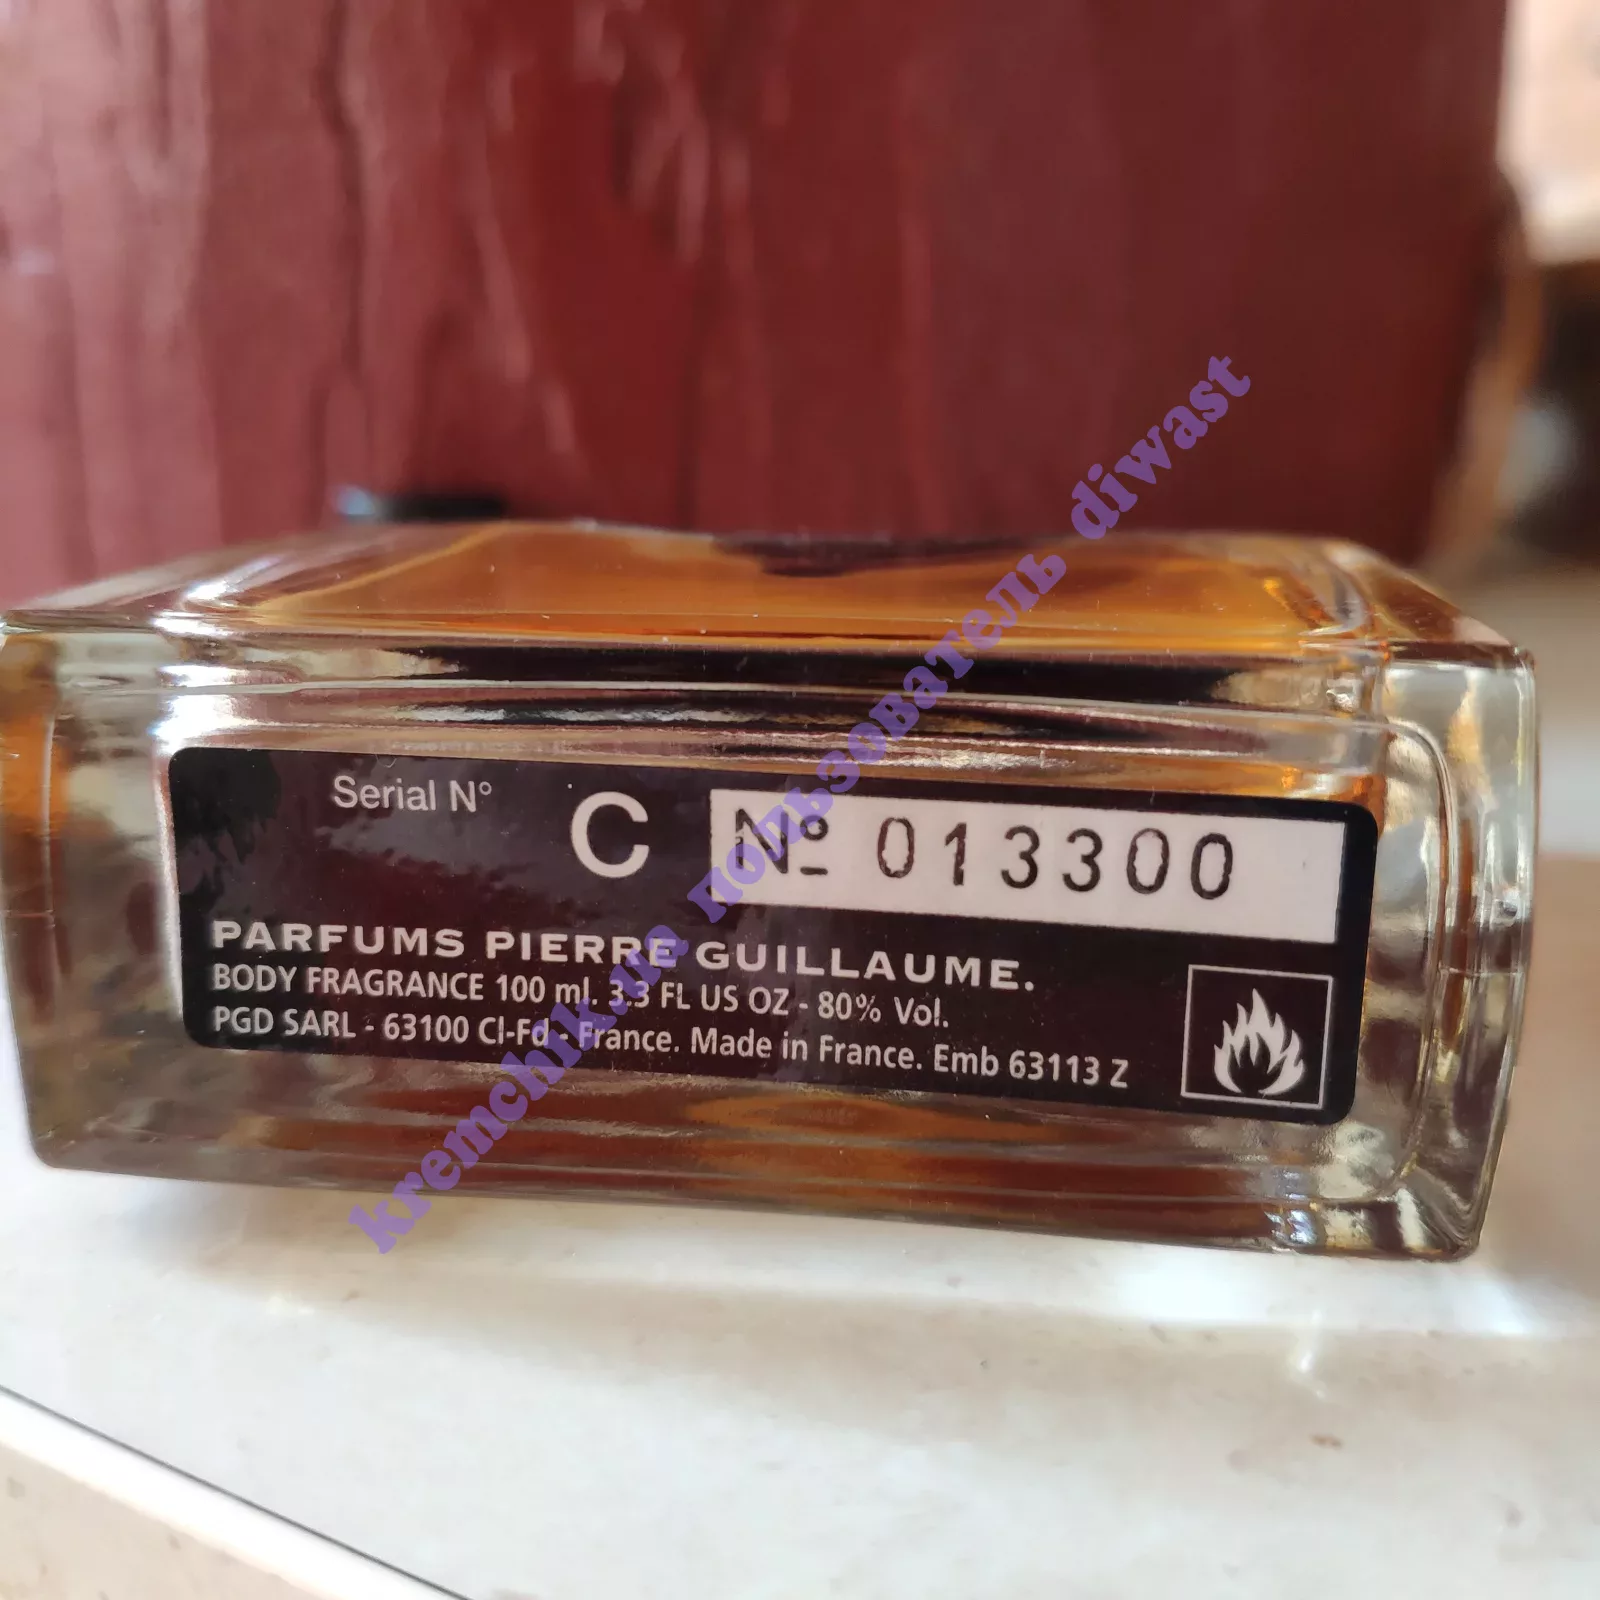 Serial N° C № 013300
PARFUMS PIERRE GUILLAUME.
BODY FRAGRANCE 100 ml. 3.3 FL US OZ - 80% Vol.
PGD SARL - 63100 Cl-Fd - France. Made in France. Emb 63113 Z
kremchik.ua пользователь diwast